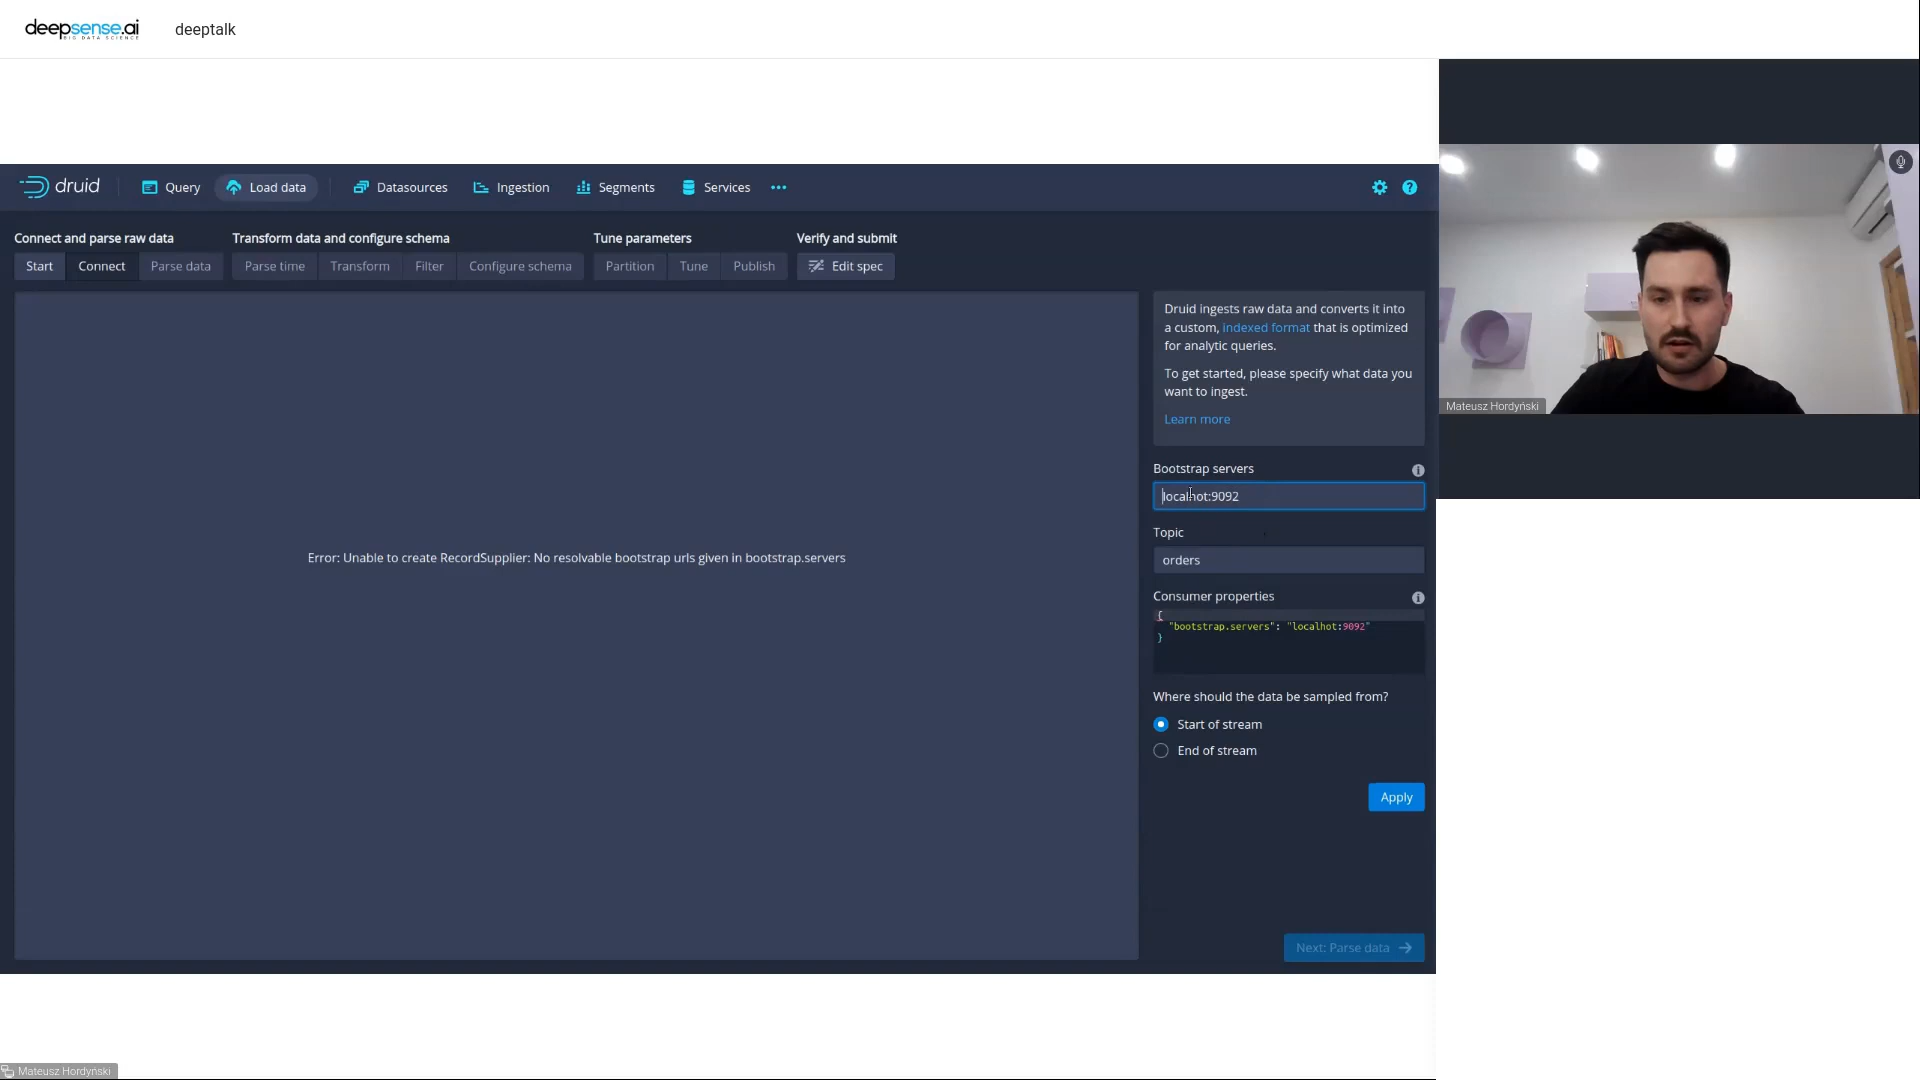 deepsense.ai
BIG DATA SCIENCE
deeptalk
druid
Query
Load data
Datasources
Ingestion
Segments
Services
Connect and parse raw data
Transform data and configure schema
Tune parameters
Verify and submit
Start
Connect
Parse data
Parse time
Transform
Filter
Configure schema
Partition
Tune
Publish
Edit spec
Error: Unable to create RecordSupplier: No resolvable bootstrap urls given in bootstrap.servers
Druid ingests raw data and converts it into
a custom, indexed format that is optimized
for analytic queries.
To get started, please specify what data you
want to ingest.
Learn more
Bootstrap servers
localhot:9092
Topic
orders
Consumer properties
{
"bootstrap.servers": "localhot:9092"
}
Where should the data be sampled from?
Start of stream
End of stream
Apply
Next: Parse data
Mateusz Hordyński
Mateusz Hordyński